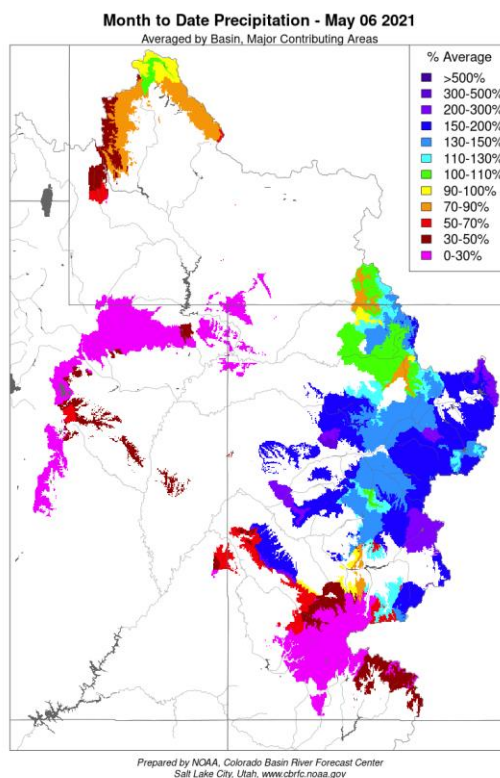 Month to Date Precipitation - May 06 2021
Averaged by Basin, Major Contributing Areas
% Average
>500%
300-500%
200-300%
150-200%
130-150%
110-130%
100-110%
90-100%
70-90%
50-70%
30-50%
0-30%
Prepared by NOAA, Colorado Basin River Forecast Center
Salt Lake City, Utah, www.cbrfc.noaa.gov